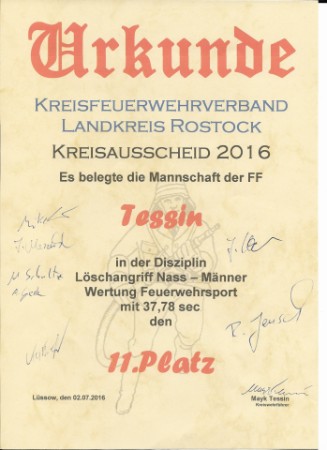 Urkunde
KREISFEUERWEHRVERBAND
LANDKREIS ROSTOCK
KREISAUSSCHEID 2016
Es belegte die Mannschaft der FF
Tessin
in der Disziplin
Löschangriff Nass – Männer
Wertung Feuerwehrsport
mit 37,78 sec
den
11.Platz
Lüssow, den 02.07.2016
Mayk Tessin
Kreiswehrführer